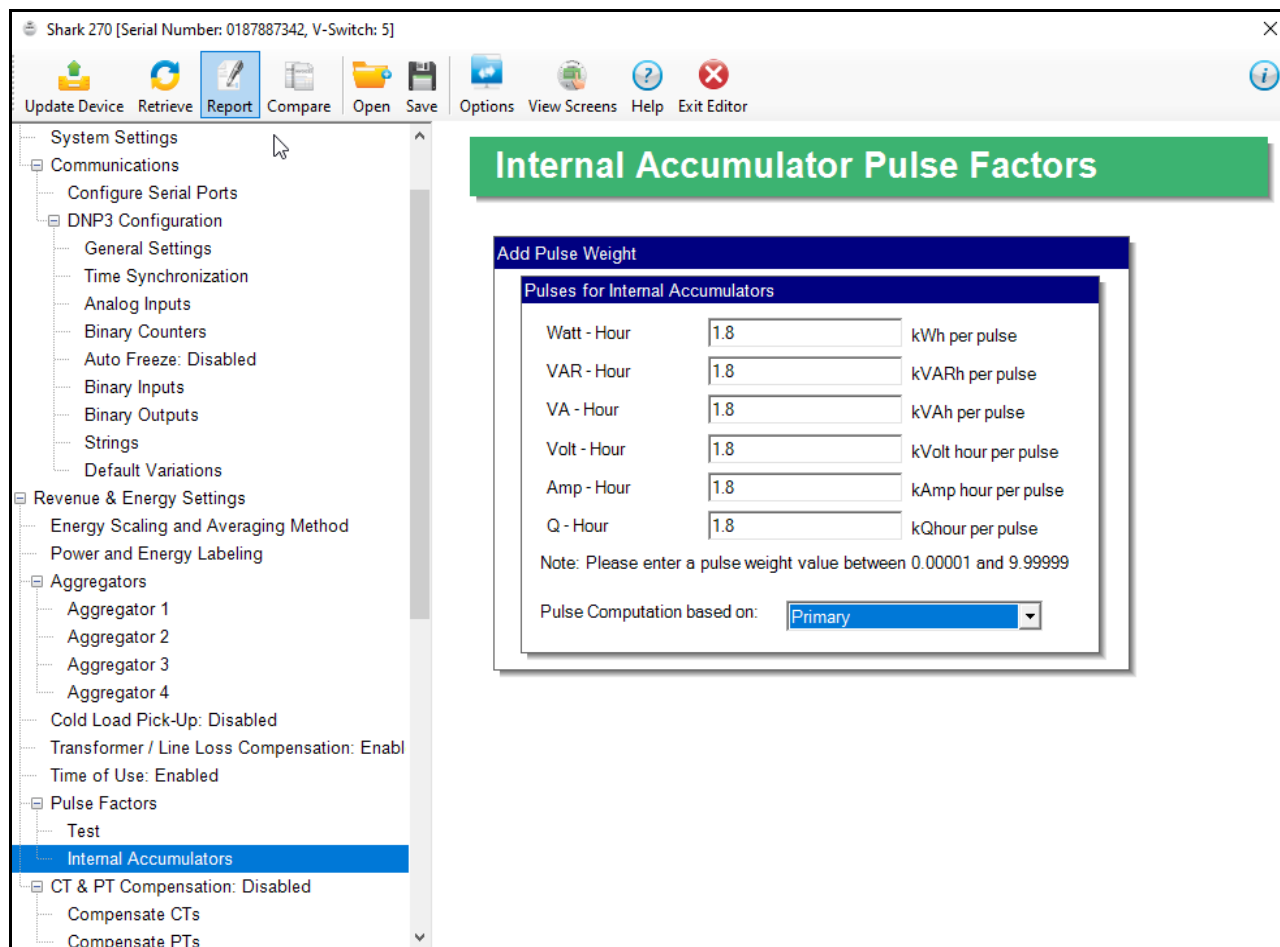 Shark 270 [Serial Number: 0187887342, V-Switch: 5]
Update Device Retrieve Report Compare Open Save Options View Screens Help Exit Editor
System Settings
Communications
Configure Serial Ports
DNP3 Configuration
General Settings
Time Synchronization
Analog Inputs
Binary Counters
Auto Freeze: Disabled
Binary Inputs
Binary Outputs
Strings
Default Variations
Revenue & Energy Settings
Energy Scaling and Averaging Method
Power and Energy Labeling
Aggregators
Aggregator 1
Aggregator 2
Aggregator 3
Aggregator 4
Cold Load Pick-Up: Disabled
Transformer / Line Loss Compensation: Enabl
Time of Use: Enabled
Pulse Factors
Test
Internal Accumulators
CT & PT Compensation: Disabled
Compensate CTs
Compensate PTs
Internal Accumulator Pulse Factors
Add Pulse Weight
Pulses for Internal Accumulators
Watt - Hour 1.8 kWh per pulse
VAR - Hour 1.8 kVARh per pulse
VA - Hour 1.8 kVAh per pulse
Volt - Hour 1.8 kVolt hour per pulse
Amp - Hour 1.8 kAmp hour per pulse
Q - Hour 1.8 kQhour per pulse
Note: Please enter a pulse weight value between 0.00001 and 9.99999
Pulse Computation based on: Primary